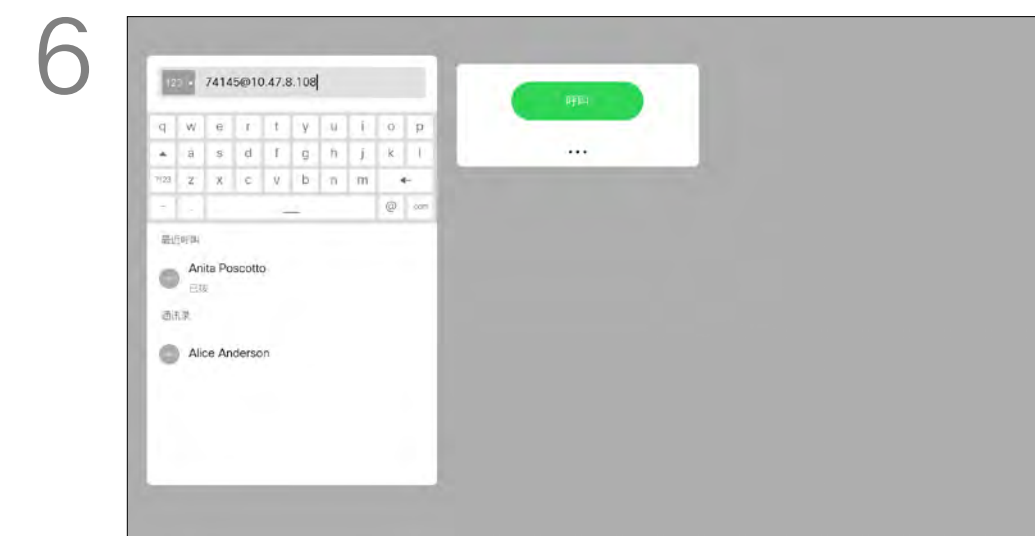 6
123 74145@10.47.8.108
呼叫
q w e r t y u i o p
a s d f g h j k l
?123 z x c v b n m
@ .com
最近呼叫
Anita Poscotto
已拨
通讯录
Alice Anderson